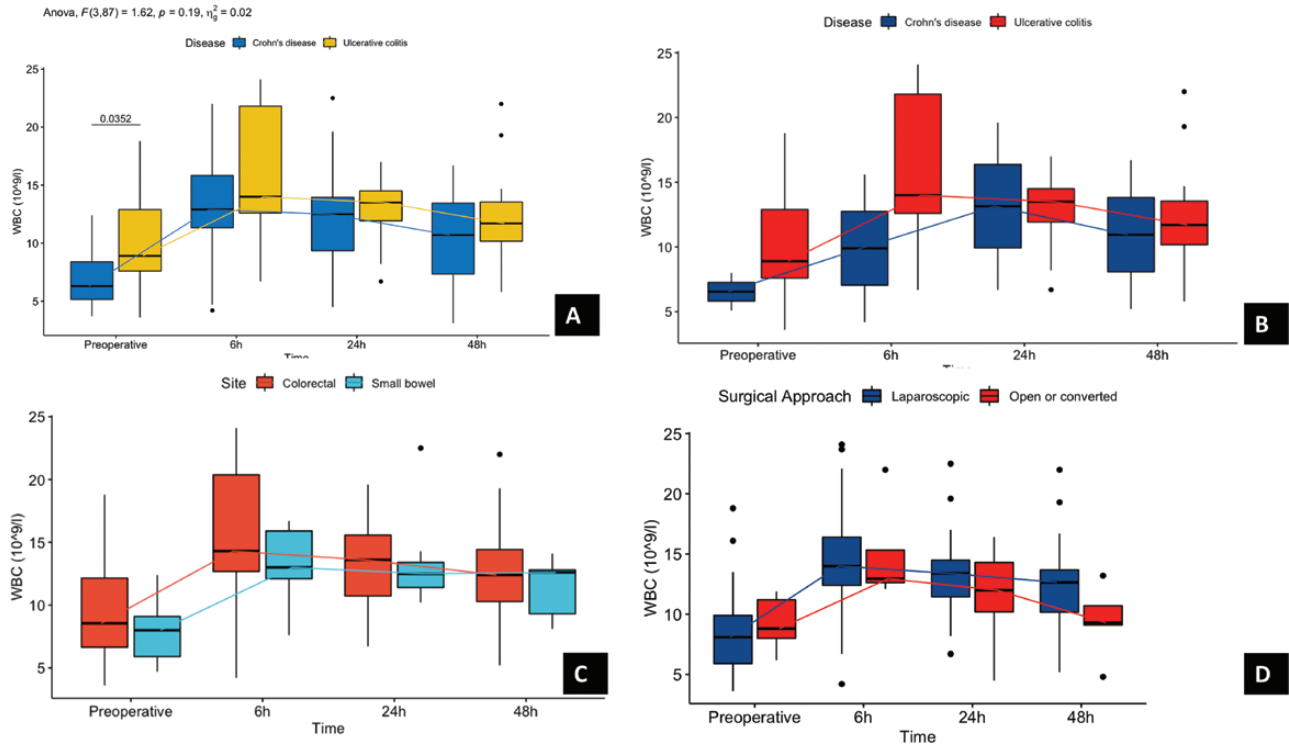 Anova, F(3,87) = 1.62, p = 0.19, η²g = 0.02
Disease Crohn's disease Ulcerative colitis
25
20
15
10
5
WBC (10^9/l)
0.0352
Preoperative 6h 24h 48h
Time
A
Disease Crohn's disease Ulcerative colitis
25
20
15
10
5
WBC (10^9/l)
Preoperative 6h 24h 48h
B
Site Colorectal Small bowel
25
20
15
10
5
WBC (10^9/l)
Preoperative 6h 24h 48h
Time
C
Surgical Approach Laparoscopic Open or converted
25
20
15
10
5
WBC (10^9/l)
Preoperative 6h 24h 48h
Time
D